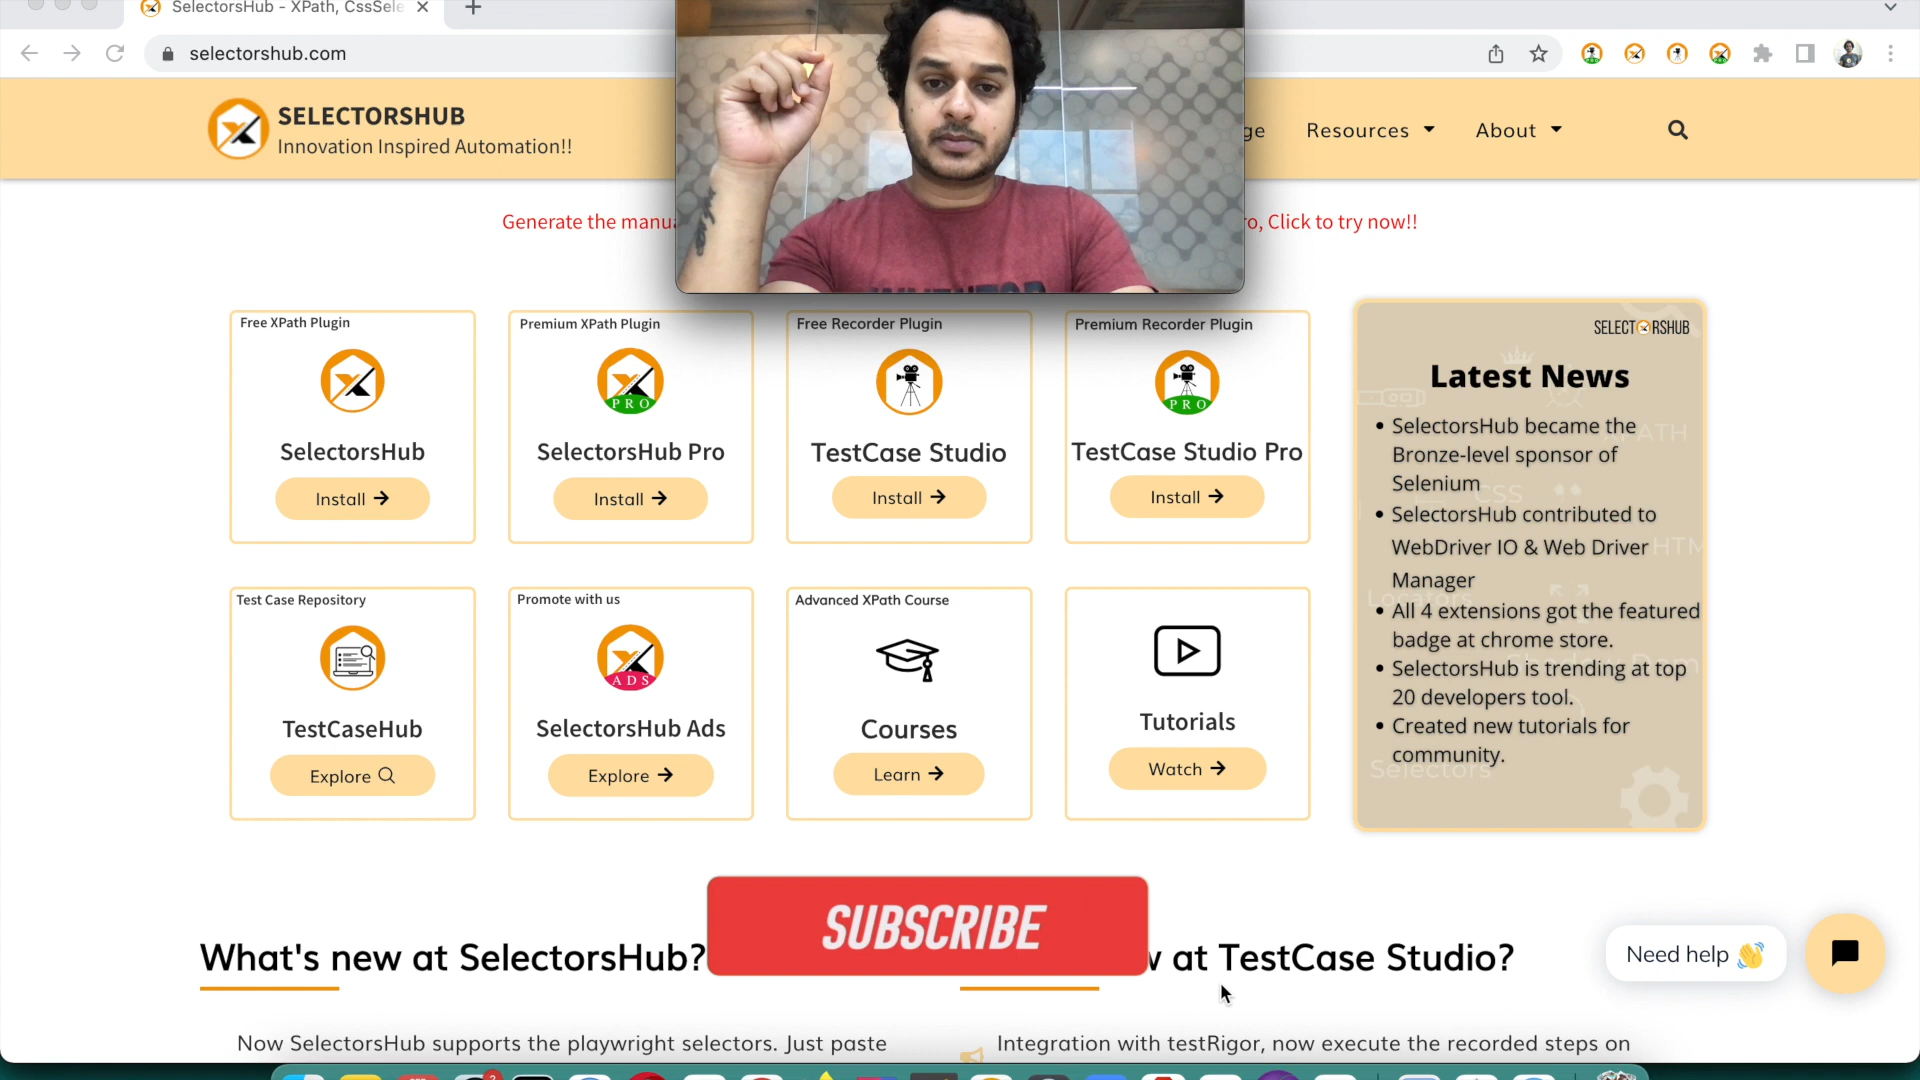 SelectorsHub - XPath, CssSele
selectorshub.com
SELECTORSHUB
Innovation Inspired Automation!!
ge
Resources
About
Generate the manua
o, Click to try now!!
Free XPath Plugin
SelectorsHub
Install
Premium XPath Plugin
PRO
SelectorsHub Pro
Install
Free Recorder Plugin
TestCase Studio
Install
Premium Recorder Plugin
PRO
TestCase Studio Pro
Install
Test Case Repository
TestCaseHub
Explore
Promote with us
ADS
SelectorsHub Ads
Explore
Advanced XPath Course
Courses
Learn
Tutorials
Watch
SELECTORSHUB
Latest News
• SelectorsHub became the
Bronze-level sponsor of
Selenium
• SelectorsHub contributed to
WebDriver IO & Web Driver
Manager
• All 4 extensions got the featured
badge at chrome store.
• SelectorsHub is trending at top
20 developers tool.
• Created new tutorials for
community.
SUBSCRIBE
What's new at SelectorsHub?
w at TestCase Studio?
Need help 👋
Now SelectorsHub supports the playwright selectors. Just paste
Integration with testRigor, now execute the recorded steps on